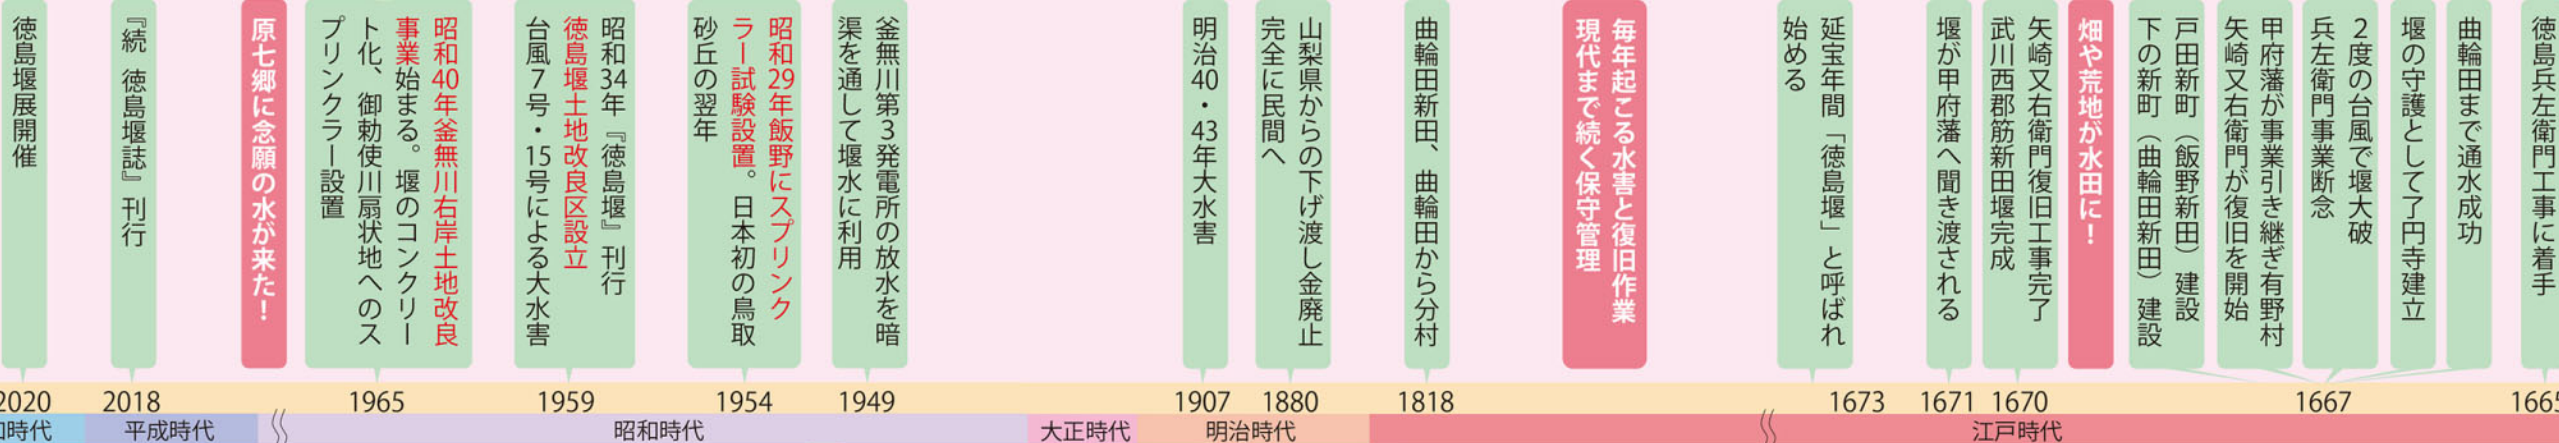 徳島兵左衛門工事に着手
曲輪田まで通水成功
堰の守護として了円寺建立
２度の台風で堰大破
兵左衛門事業断念
甲府藩が事業引き継ぎ有野村
矢崎又右衛門が復旧を開始
戸田新町（飯野新田）建設
下の新町（曲輪田新田）建設
畑や荒地が水田に！
矢崎又右衛門復旧工事完了
武川西郡筋新田堰完成
堰が甲府藩へ聞き渡される
延宝年間「徳島堰」と呼ばれ
始める
毎年起こる水害と復旧作業
現代まで続く保守管理
曲輪田新田、曲輪田から分村
山梨県からの下げ渡し金廃止
完全に民間へ
明治40・43年大水害
釜無川第３発電所の放水を暗
渠を通して堰水に利用
昭和29年飯野にスプリンク
ラー試験設置。日本初の鳥取
砂丘の翌年
昭和34年『徳島堰』刊行
徳島堰土地改良区設立
台風７号・15号による大水害
昭和40年釜無川右岸土地改良
事業始まる。堰のコンクリー
ト化、御勅使川扇状地へのス
プリンクラー設置
原七郷に念願の水が来た！
『続 徳島堰誌』刊行
徳島堰展開催
1665
1667
1670
1671
1673
1818
1880
1907
1949
1954
1959
1965
2018
2020
江戸時代
明治時代
大正時代
昭和時代
平成時代
和時代